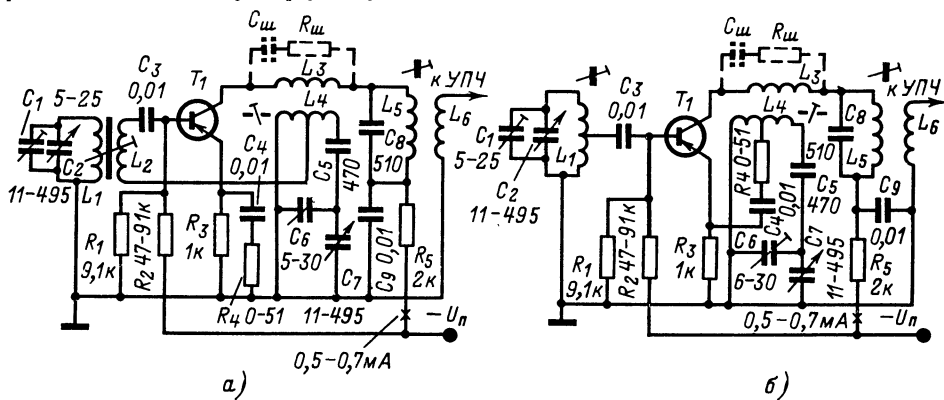 Cш
Rш
L3
T1
C3
0,01
C1
5-25
C2
11-495
L1
L2
L4
C4
0,01
C5
470
C6
5-30
C7
11-495
C8
510
L5
к УПЧ
L6
R1
9,1к
R2 47-91к
R3
1к
R4 0-51
C9 0,01
R5
2к
-Uп
0,5-0,7мА
а)
Cш
Rш
L3
T1
C3
0,01
C1
5-25
C2
11-495
L1
L4
R4 0-51
C4
0,01
C5
470
C6
6-30
C7
11-495
C8
510
L5
к УПЧ
L6
C9
0,01
R1
9,1к
R2 47-91к
R3
1к
R5
2к
-Uп
0,5-0,7мА
б)